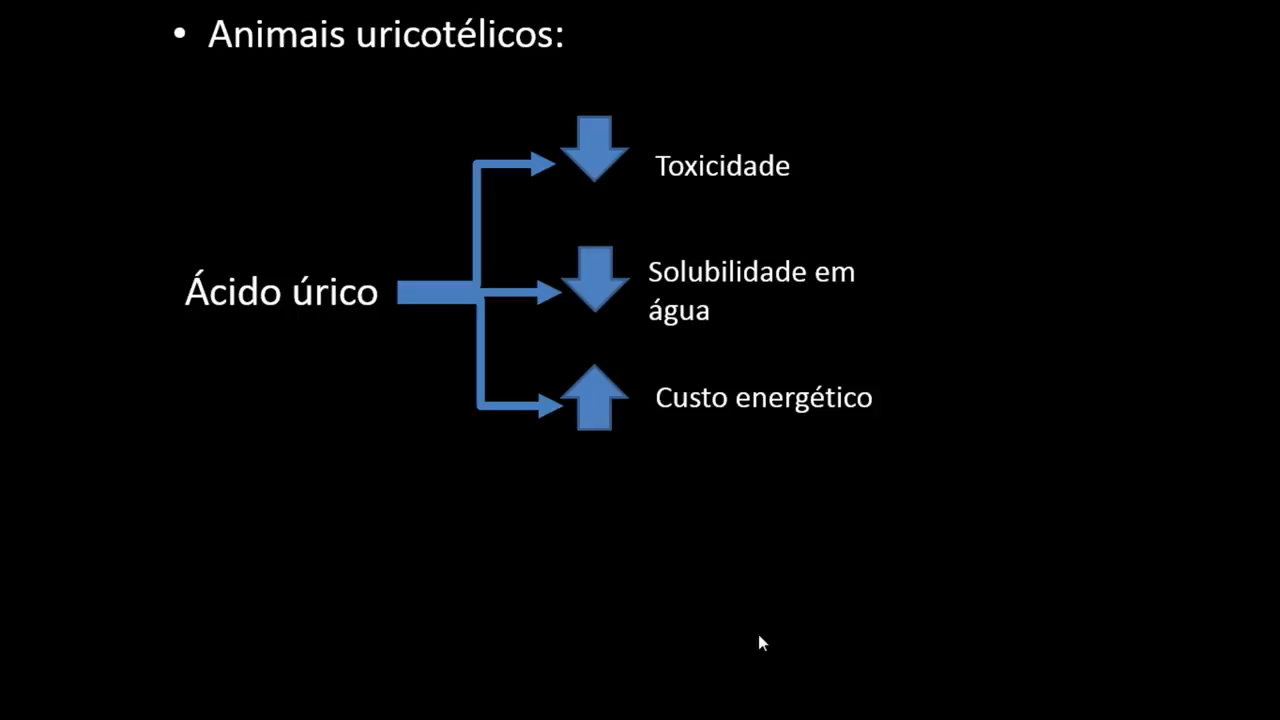 • Animais uricotélicos:
Toxicidade
Ácido úrico
Solubilidade em
água
Custo energético